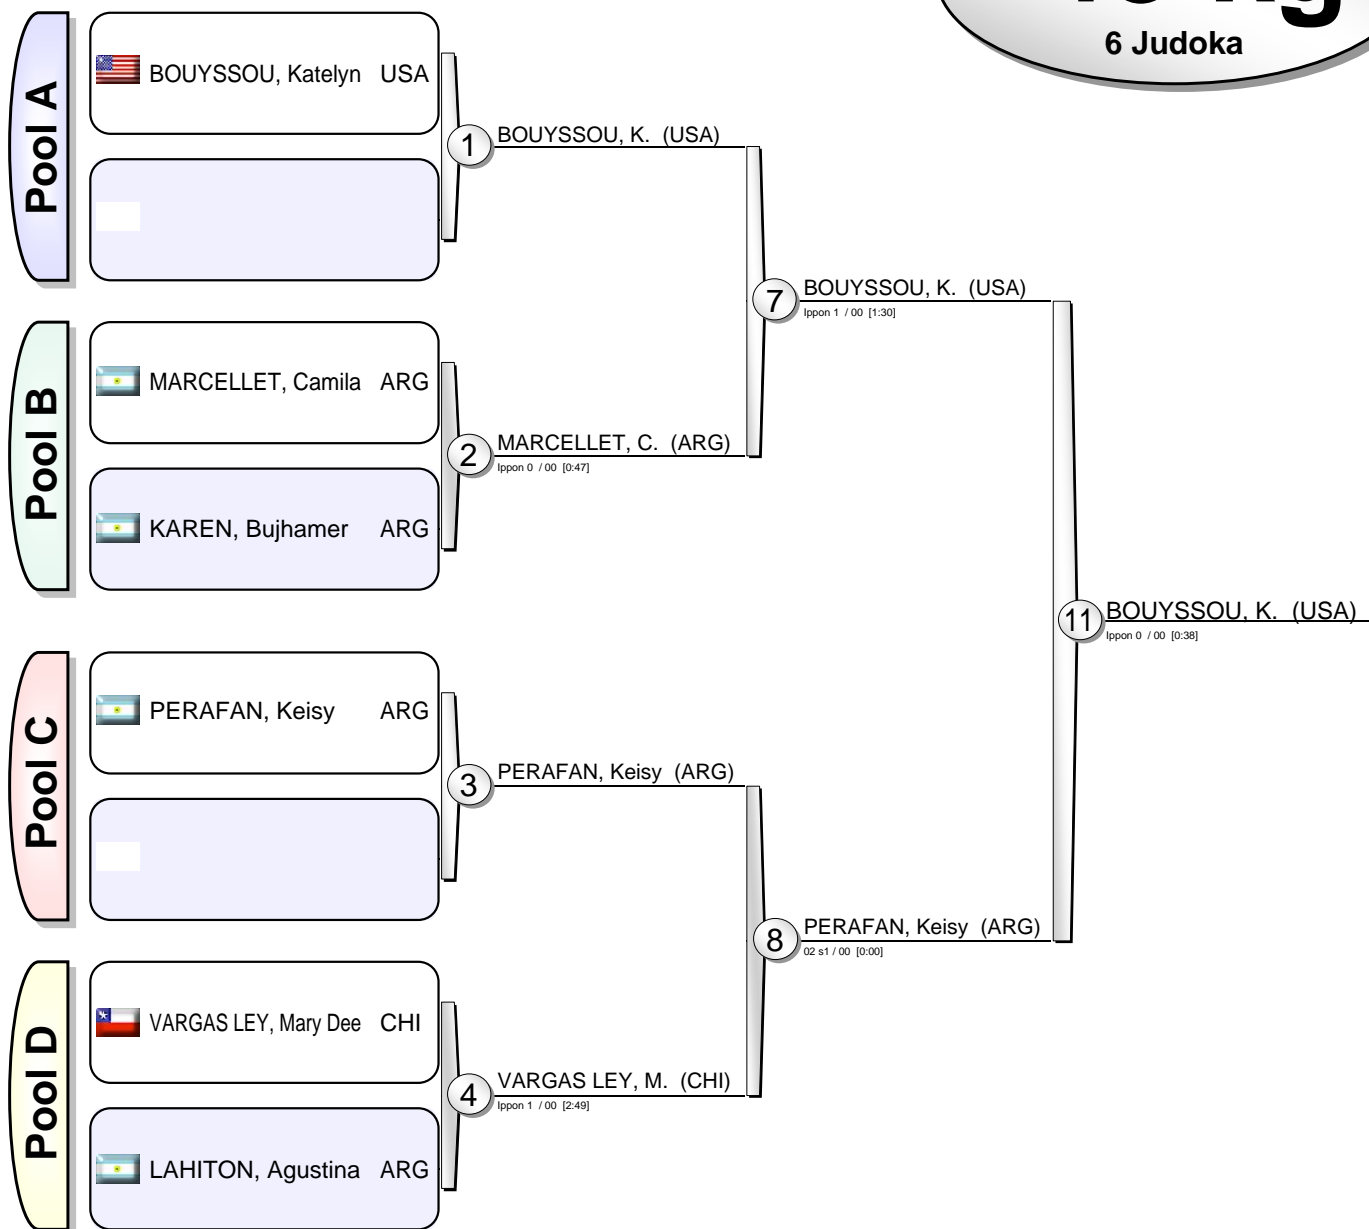 6 Judoka
Pool A
BOUYSSOU, Katelyn USA
1
BOUYSSOU, K. (USA)
7
BOUYSSOU, K. (USA)
Ippon 1 / 00 [1:30]
Pool B
MARCELLET, Camila ARG
2
MARCELLET, C. (ARG)
Ippon 0 / 00 [0:47]
KAREN, Bujhamer ARG
11
BOUYSSOU, K. (USA)
Ippon 0 / 00 [0:38]
Pool C
PERAFAN, Keisy ARG
3
PERAFAN, Keisy (ARG)
8
PERAFAN, Keisy (ARG)
02 s1 / 00 [0:00]
Pool D
VARGAS LEY, Mary Dee CHI
4
VARGAS LEY, M. (CHI)
Ippon 1 / 00 [2:49]
LAHITON, Agustina ARG